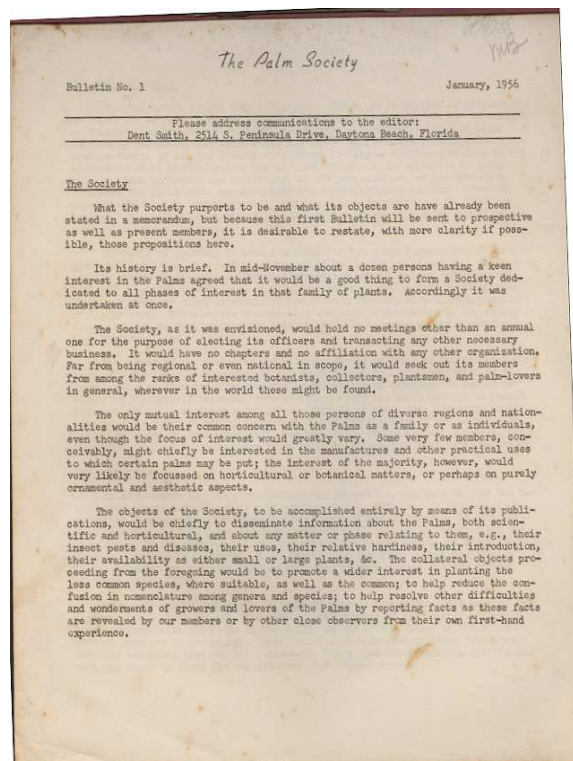 The Palm Society
MB
Bulletin No. 1
January, 1956
Please address communications to the editor:
Dent Smith, 2514 S. Peninsula Drive, Daytona Beach, Florida
The Society
What the Society purports to be and what its objects are have already been
stated in a memorandum, but because this first Bulletin will be sent to prospective
as well as present members, it is desirable to restate, with more clarity if poss-
ible, those propositions here.
Its history is brief. In mid-November about a dozen persons having a keen
interest in the Palms agreed that it would be a good thing to form a Society ded-
icated to all phases of interest in that family of plants. Accordingly it was
undertaken at once.
The Society, as it was envisioned, would hold no meetings other than an annual
one for the purpose of electing its officers and transacting any other necessary
business. It would have no chapters and no affiliation with any other organization.
Far from being regional or even national in scope, it would seek out its members
from among the ranks of interested botanists, collectors, plantsmen, and palm-lovers
in general, wherever in the world these might be found.
The only mutual interest among all these persons of diverse regions and nation-
alities would be their common concern with the Palms as a family or as individuals,
even though the focus of interest would greatly vary. Some very few members, con-
ceivably, might chiefly be interested in the manufactures and other practical uses
to which certain palms may be put; the interest of the majority, however, would
very likely be focussed on horticultural or botanical matters, or perhaps on purely
ornamental and aesthetic aspects.
The objects of the Society, to be accomplished entirely by means of its publi-
cations, would be chiefly to disseminate information about the Palms, both scien-
tific and horticultural, and about any matter or phase relating to them, e.g., their
insect pests and diseases, their uses, their relative hardiness, their introduction,
their availability as either small or large plants, &c. The collateral objects pro-
ceeding from the foregoing would be to promote a wider interest in planting the
less common species, where suitable, as well as the common; to help reduce the con-
fusion in nomenclature among genera and species; to help resolve other difficulties
and wonderments of growers and lovers of the Palms by reporting facts as these facts
are revealed by our members or by other close observers from their own first-hand
experience.